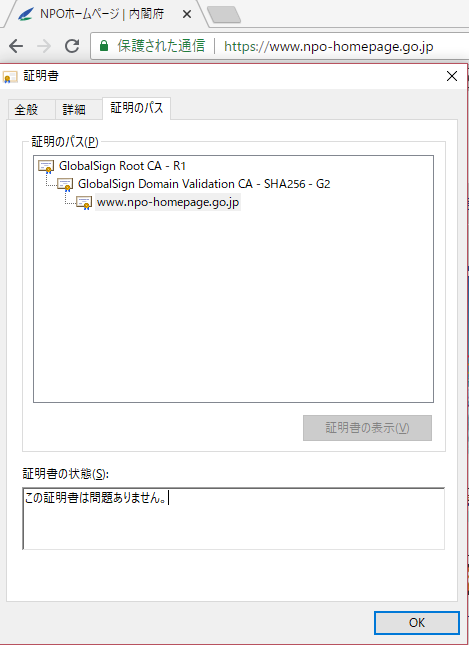 NPOホームページ | 内閣府
保護された通信 | https://www.npo-homepage.go.jp
証明書
全般 詳細 証明のパス
証明のパス(P)
GlobalSign Root CA - R1
GlobalSign Domain Validation CA - SHA256 - G2
www.npo-homepage.go.jp
証明書の表示(V)
証明書の状態(S):
この証明書は問題ありません。
OK